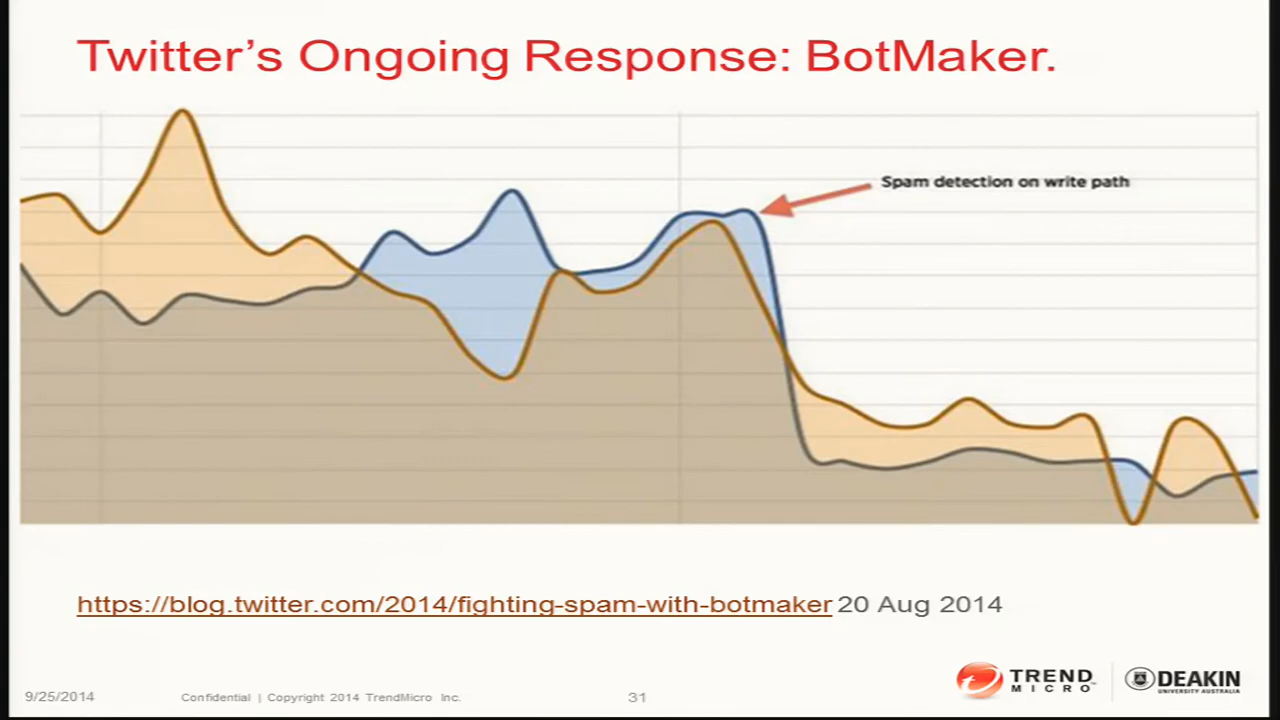 Twitter's Ongoing Response: BotMaker.
Spam detection on write path
https://blog.twitter.com/2014/fighting-spam-with-botmaker 20 Aug 2014
9/25/2014
Confidential | Copyright 2014 TrendMicro Inc.
31
TREND
MICRO
DEAKIN
UNIVERSITY AUSTRALIA